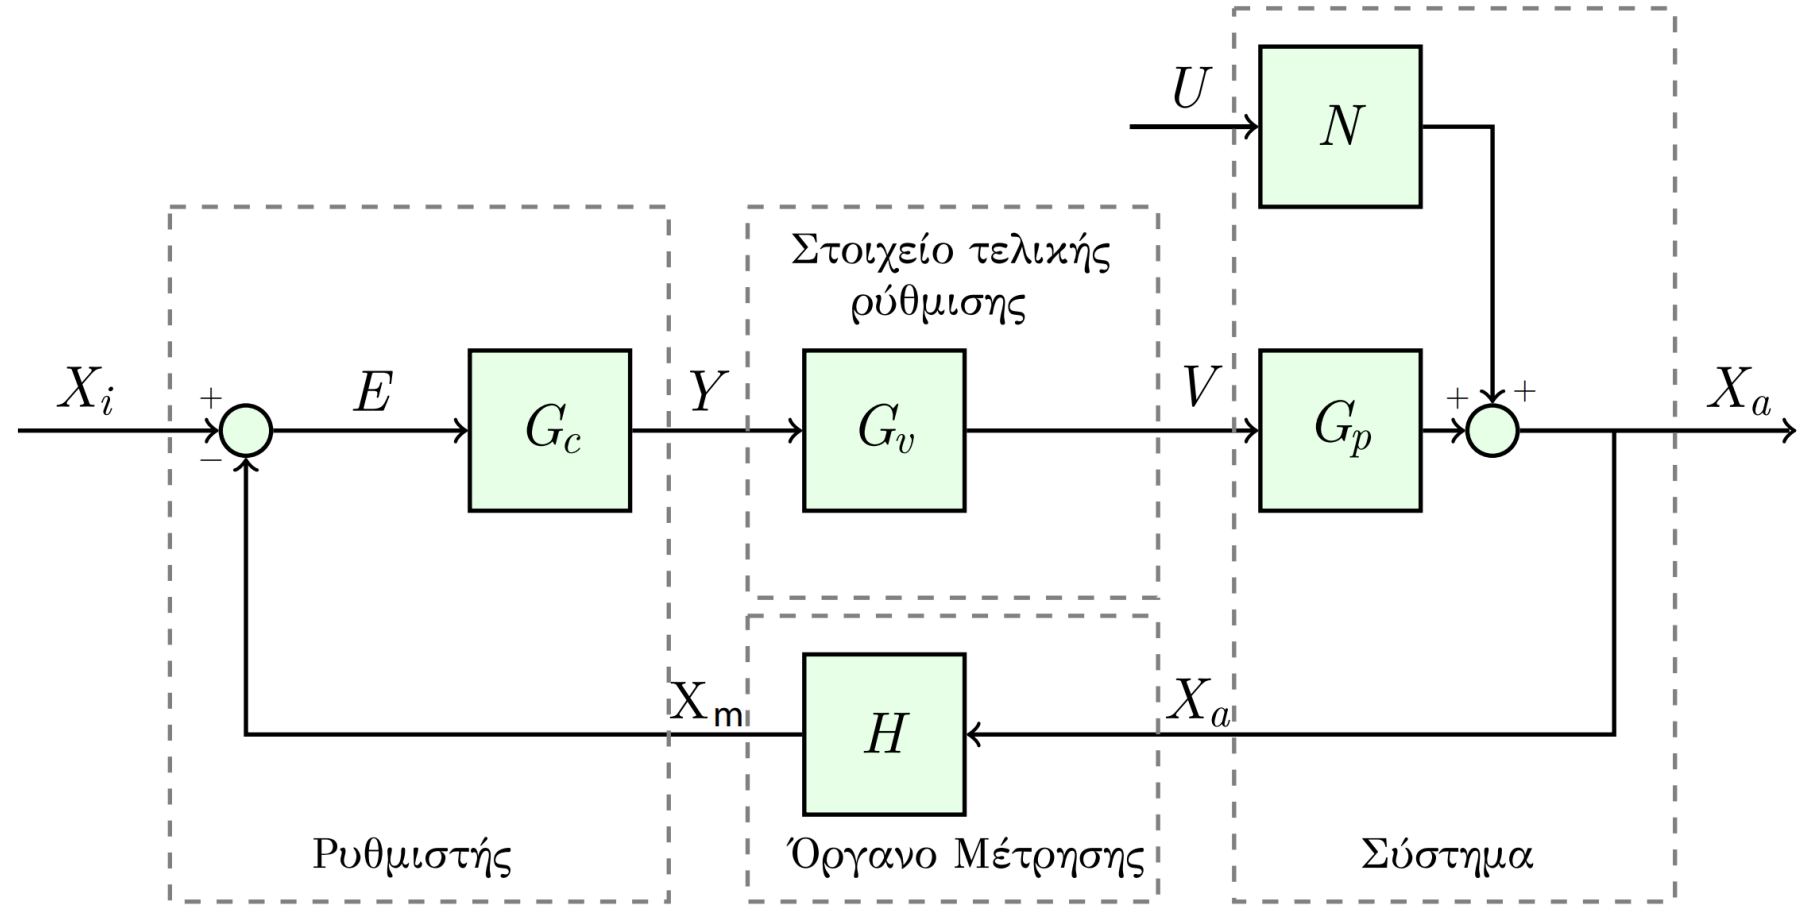 U
N
Στοιχείο τελικής
ρύθμισης
X_i
+
−
E
G_c
Y
G_v
V
G_p
+
+
X_a
X_m
H
X_a
Ρυθμιστής
Όργανο Μέτρησης
Σύστημα